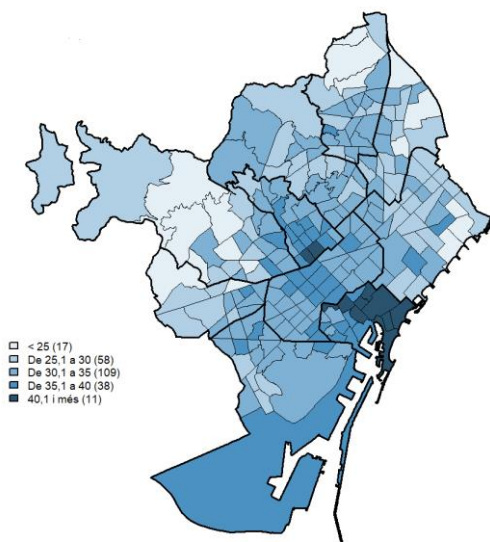 < 25 (17)
De 25,1 a 30 (58)
De 30,1 a 35 (109)
De 35,1 a 40 (38)
40,1 i més (11)